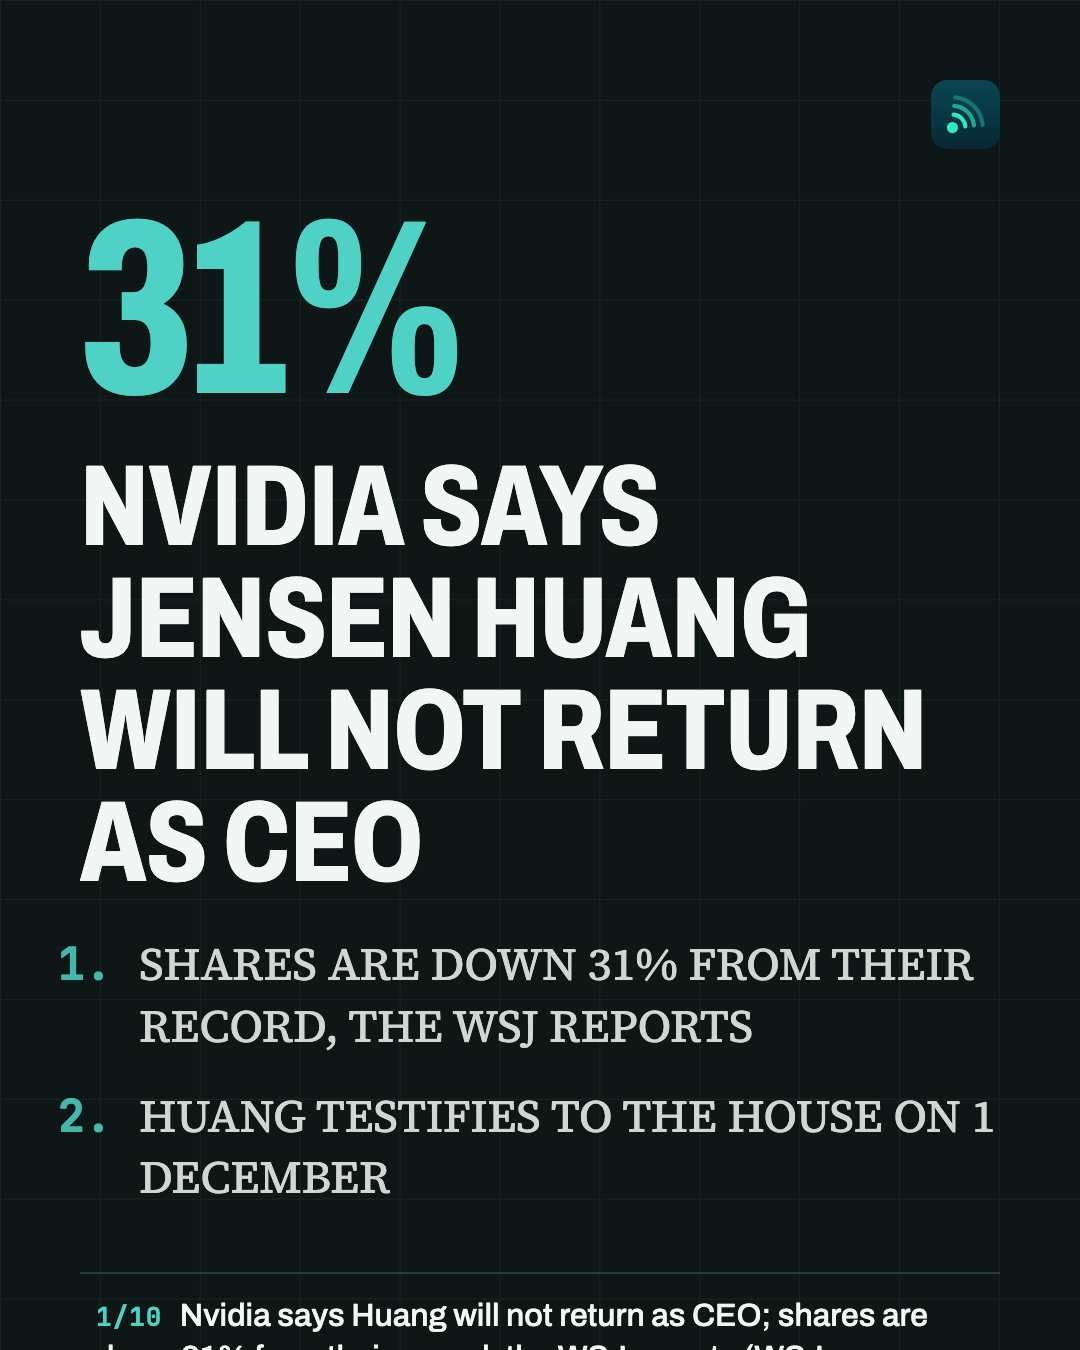 31%
NVIDIA SAYS
JENSEN HUANG
WILL NOT RETURN
AS CEO
1. SHARES ARE DOWN 31% FROM THEIR
RECORD, THE WSJ REPORTS
2. HUANG TESTIFIES TO THE HOUSE ON 1
DECEMBER
1/10 Nvidia says Huang will not return as CEO; shares are